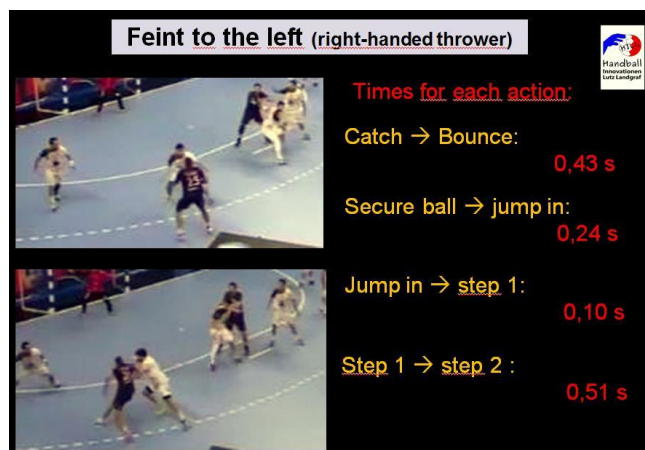 Feint to the left (right-handed thrower)
Handball
Innovationen
Lutz Landgraf
Times for each action:
Catch → Bounce:
0,43 s
Secure ball → jump in:
0,24 s
Jump in → step 1:
0,10 s
Step 1 → step 2 :
0,51 s